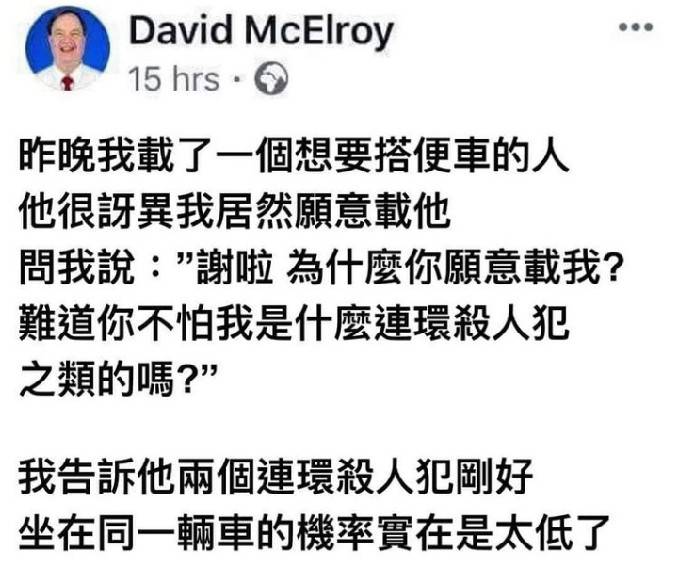 David McElroy
15 hrs ·
昨晚我載了一個想要搭便車的人
他很訝異我居然願意載他
問我說：”謝啦 為什麼你願意載我?
難道你不怕我是什麼連環殺人犯
之類的嗎?”
我告訴他兩個連環殺人犯剛好
坐在同一輛車的機率實在是太低了